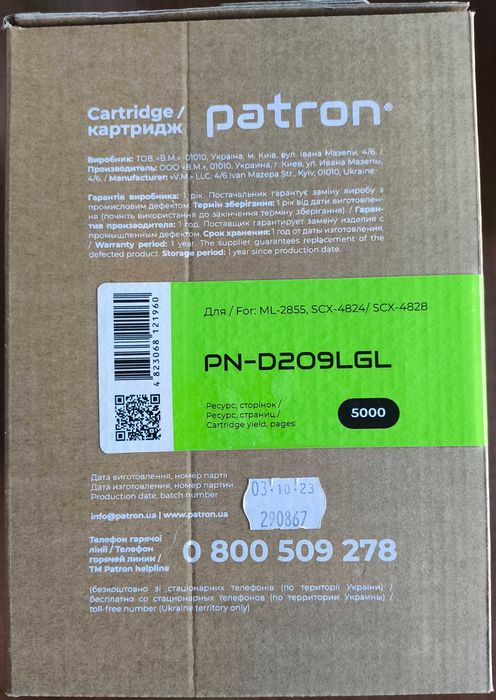 Cartridge /
картридж
patron®
Виробник: ТОВ «В.М.», 01010, Україна, м. Київ, вул. Івана Мазепи, 4/6. /
Производитель: ООО «В.М.», 01010, Украина, г. Киев, ул. Ивана Мазепы,
4/6. / Manufacturer: «V.M.» LLC, 4/6 Ivan Mazepa Str., Kyiv, 01010, Ukraine
Гарантія виробника: 1 рік. Постачальник гарантує заміну виробу з
промисловим дефектом. Термін зберігання: 1 рік від дати виготовлен-
ня (почніть використання до закінчення терміну зберігання). / Гаран-
тия производителя: 1 год. Поставщик гарантирует замену изделия с
промышленным дефектом. Срок хранения: 1 год от даты изготовления.
/ Warranty period: 1 year. The supplier guarantees replacement of the
defected product. Storage period: 1 year since production date.
4 823068 121960
Для / For: ML-2855, SCX-4824/ SCX-4828
PN-D209LGL
Ресурс, сторінок /
Ресурс, страниц /
Cartridge yield, pages:
5000
Дата виготовлення, номер партії
Дата изготовления, номер партии
Production date, batch number
03·10·23
290867
info@patron.ua | www.patron.ua
Телефон гарячої
лінії / Телефон
горячей линии /
TM Patron helpline
0 800 509 278
(безкоштовно зі стаціонарних телефонів (по території України) /
бесплатно со стационарных телефонов (по территории Украины) /
toll-free number (Ukraine territory only)